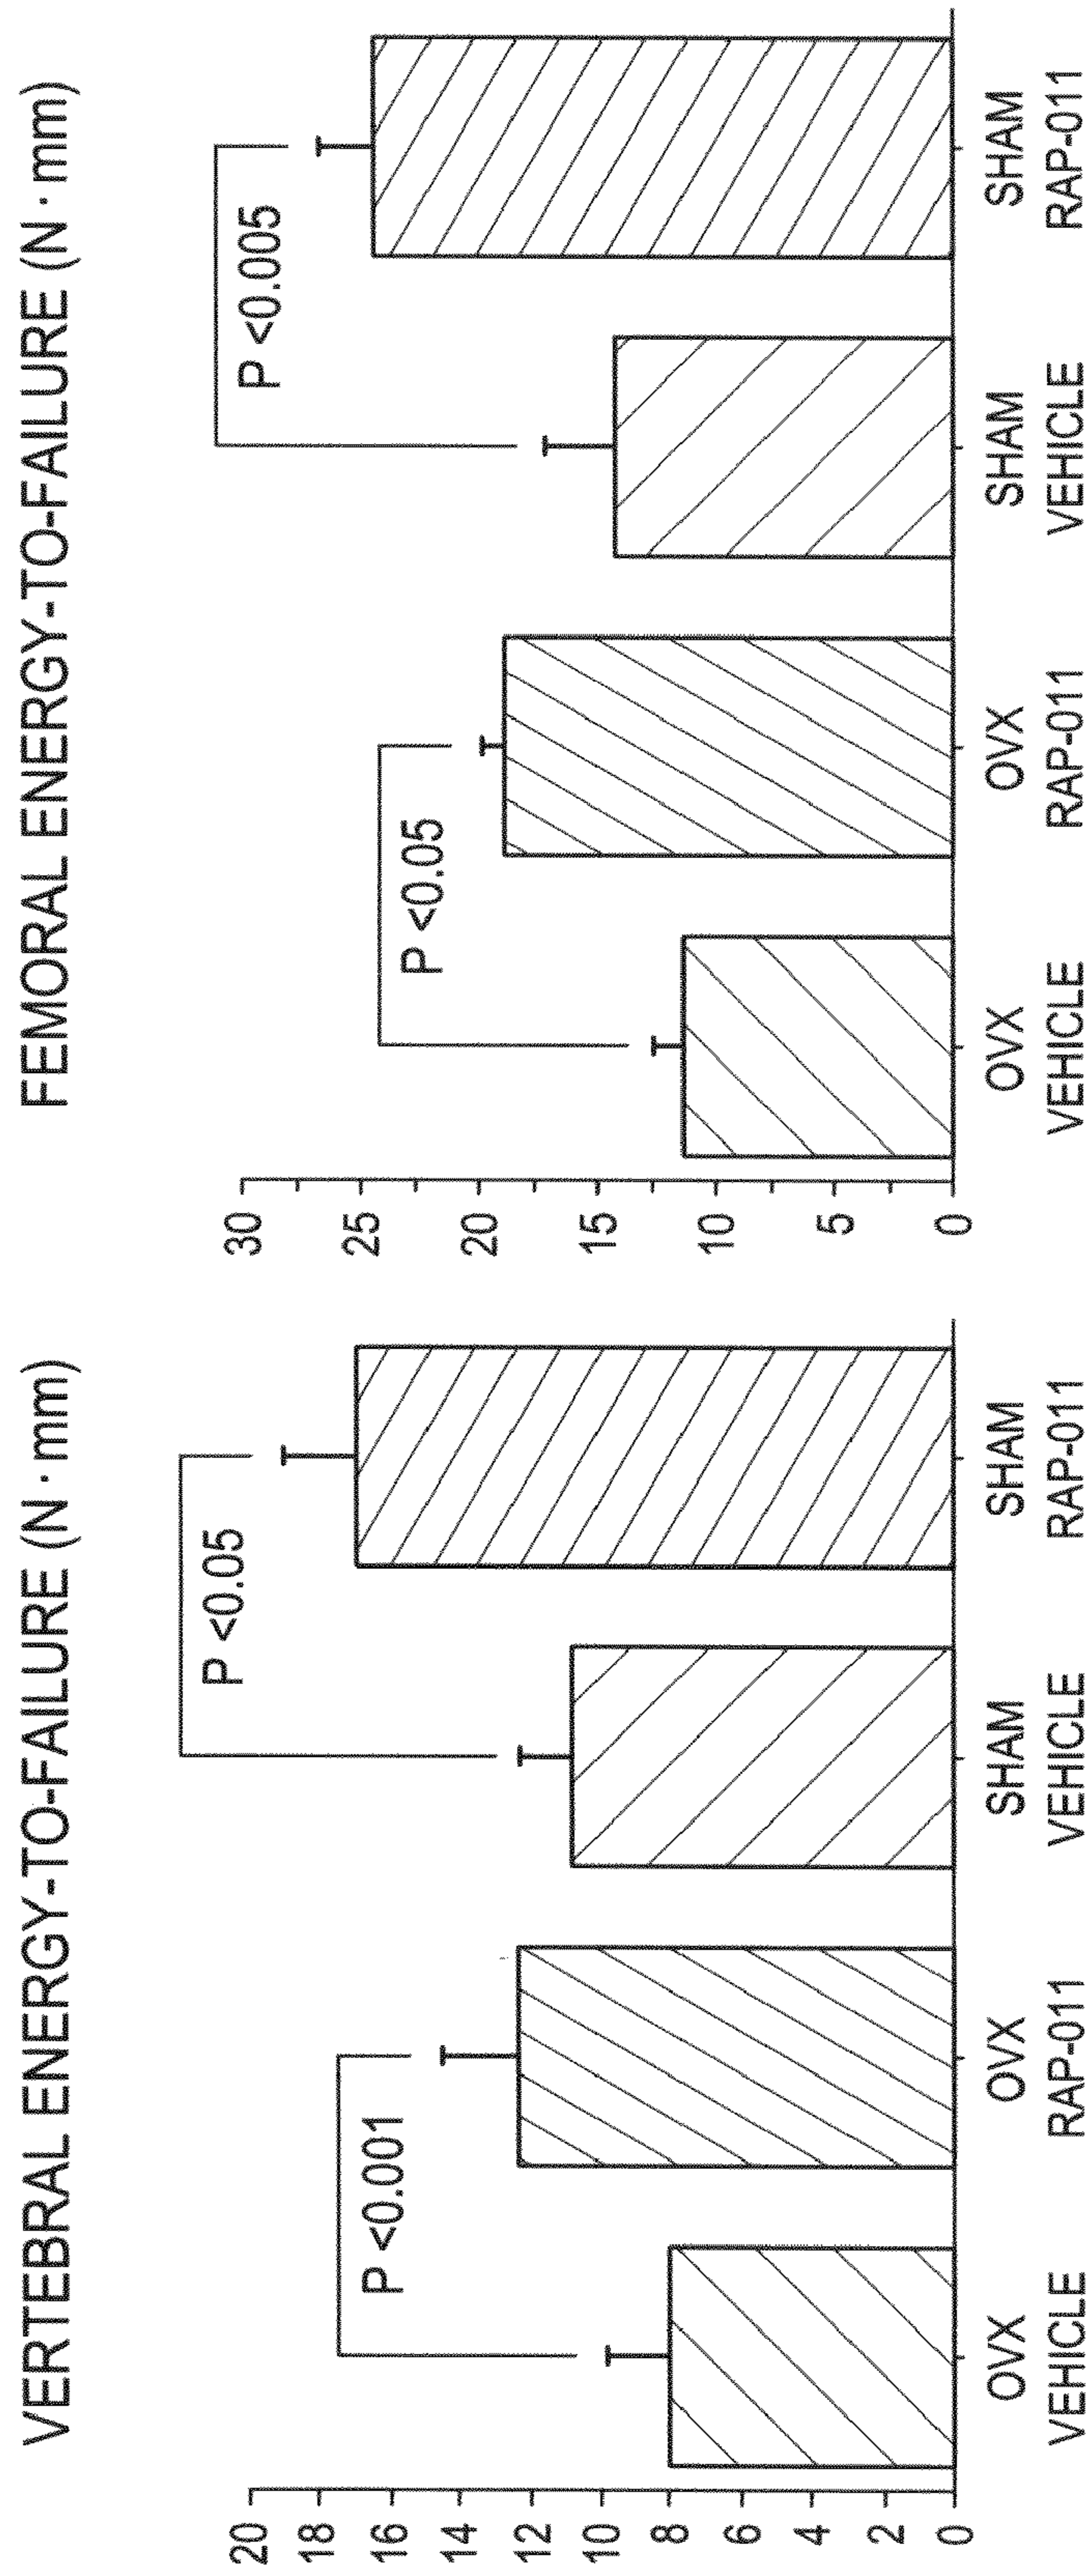 VERTEBRAL ENERGY-TO-FAILURE (N · mm)
20
18
16
14
12
10
8
6
4
2
0
P <0.001
P <0.05
OVX
VEHICLE
OVX
RAP-011
SHAM
VEHICLE
SHAM
RAP-011
FEMORAL ENERGY-TO-FAILURE (N · mm)
30
25
20
15
10
5
0
P <0.05
P <0.005
OVX
VEHICLE
OVX
RAP-011
SHAM
VEHICLE
SHAM
RAP-011